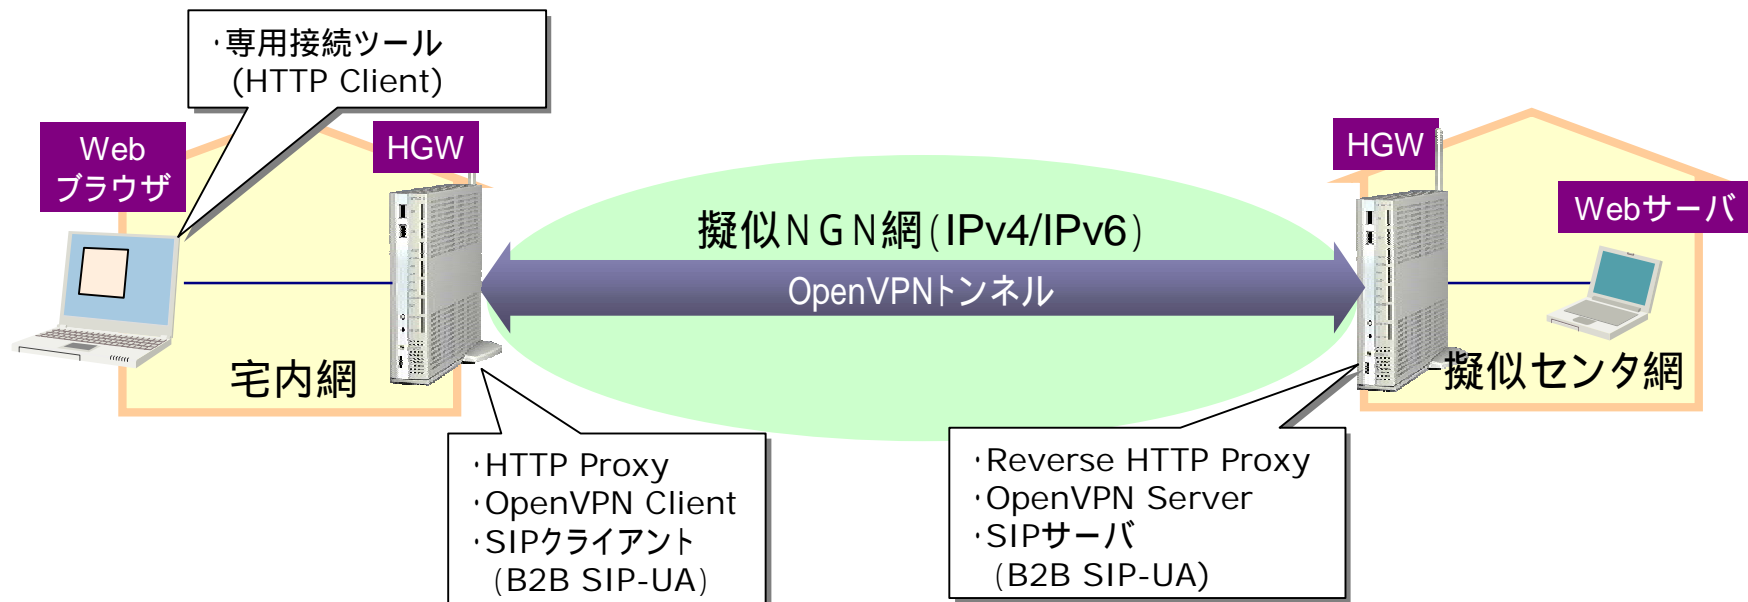 ・専用接続ツール
(HTTP Client)
Web
ブラウザ
HGW
HGW
Webサーバ
擬似NGN網(IPv4/IPv6)
OpenVPNトンネル
宅内網
擬似センタ網
・HTTP Proxy
・OpenVPN Client
・SIPクライアント
(B2B SIP-UA)
・Reverse HTTP Proxy
・OpenVPN Server
・SIPサーバ
(B2B SIP-UA)